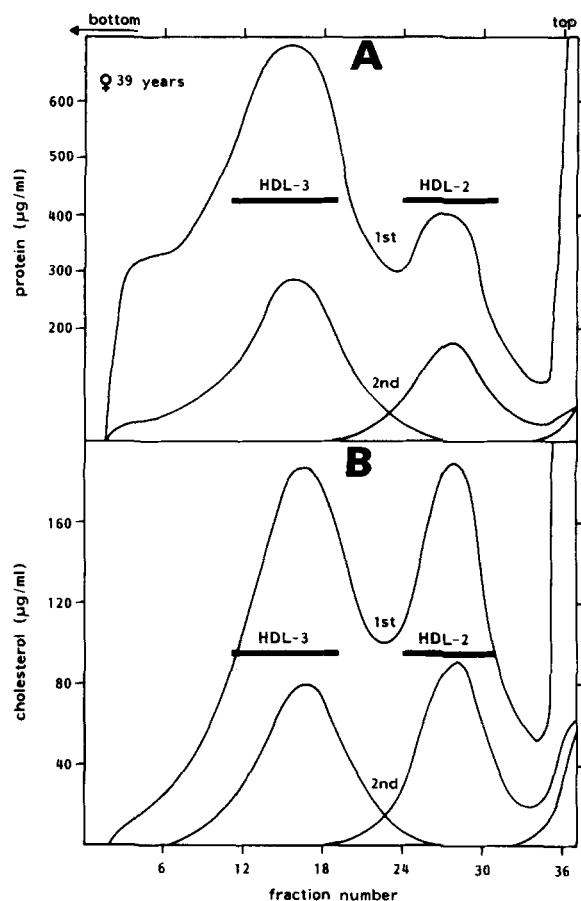 bottom
top
A
♀ 39 years
600
500
400
300
200
protein (µg/ml)
HDL-3
HDL-2
1st
2nd
B
160
120
80
40
cholesterol (µg/ml)
HDL-3
HDL-2
1st
2nd
6
12
18
24
30
36
fraction number